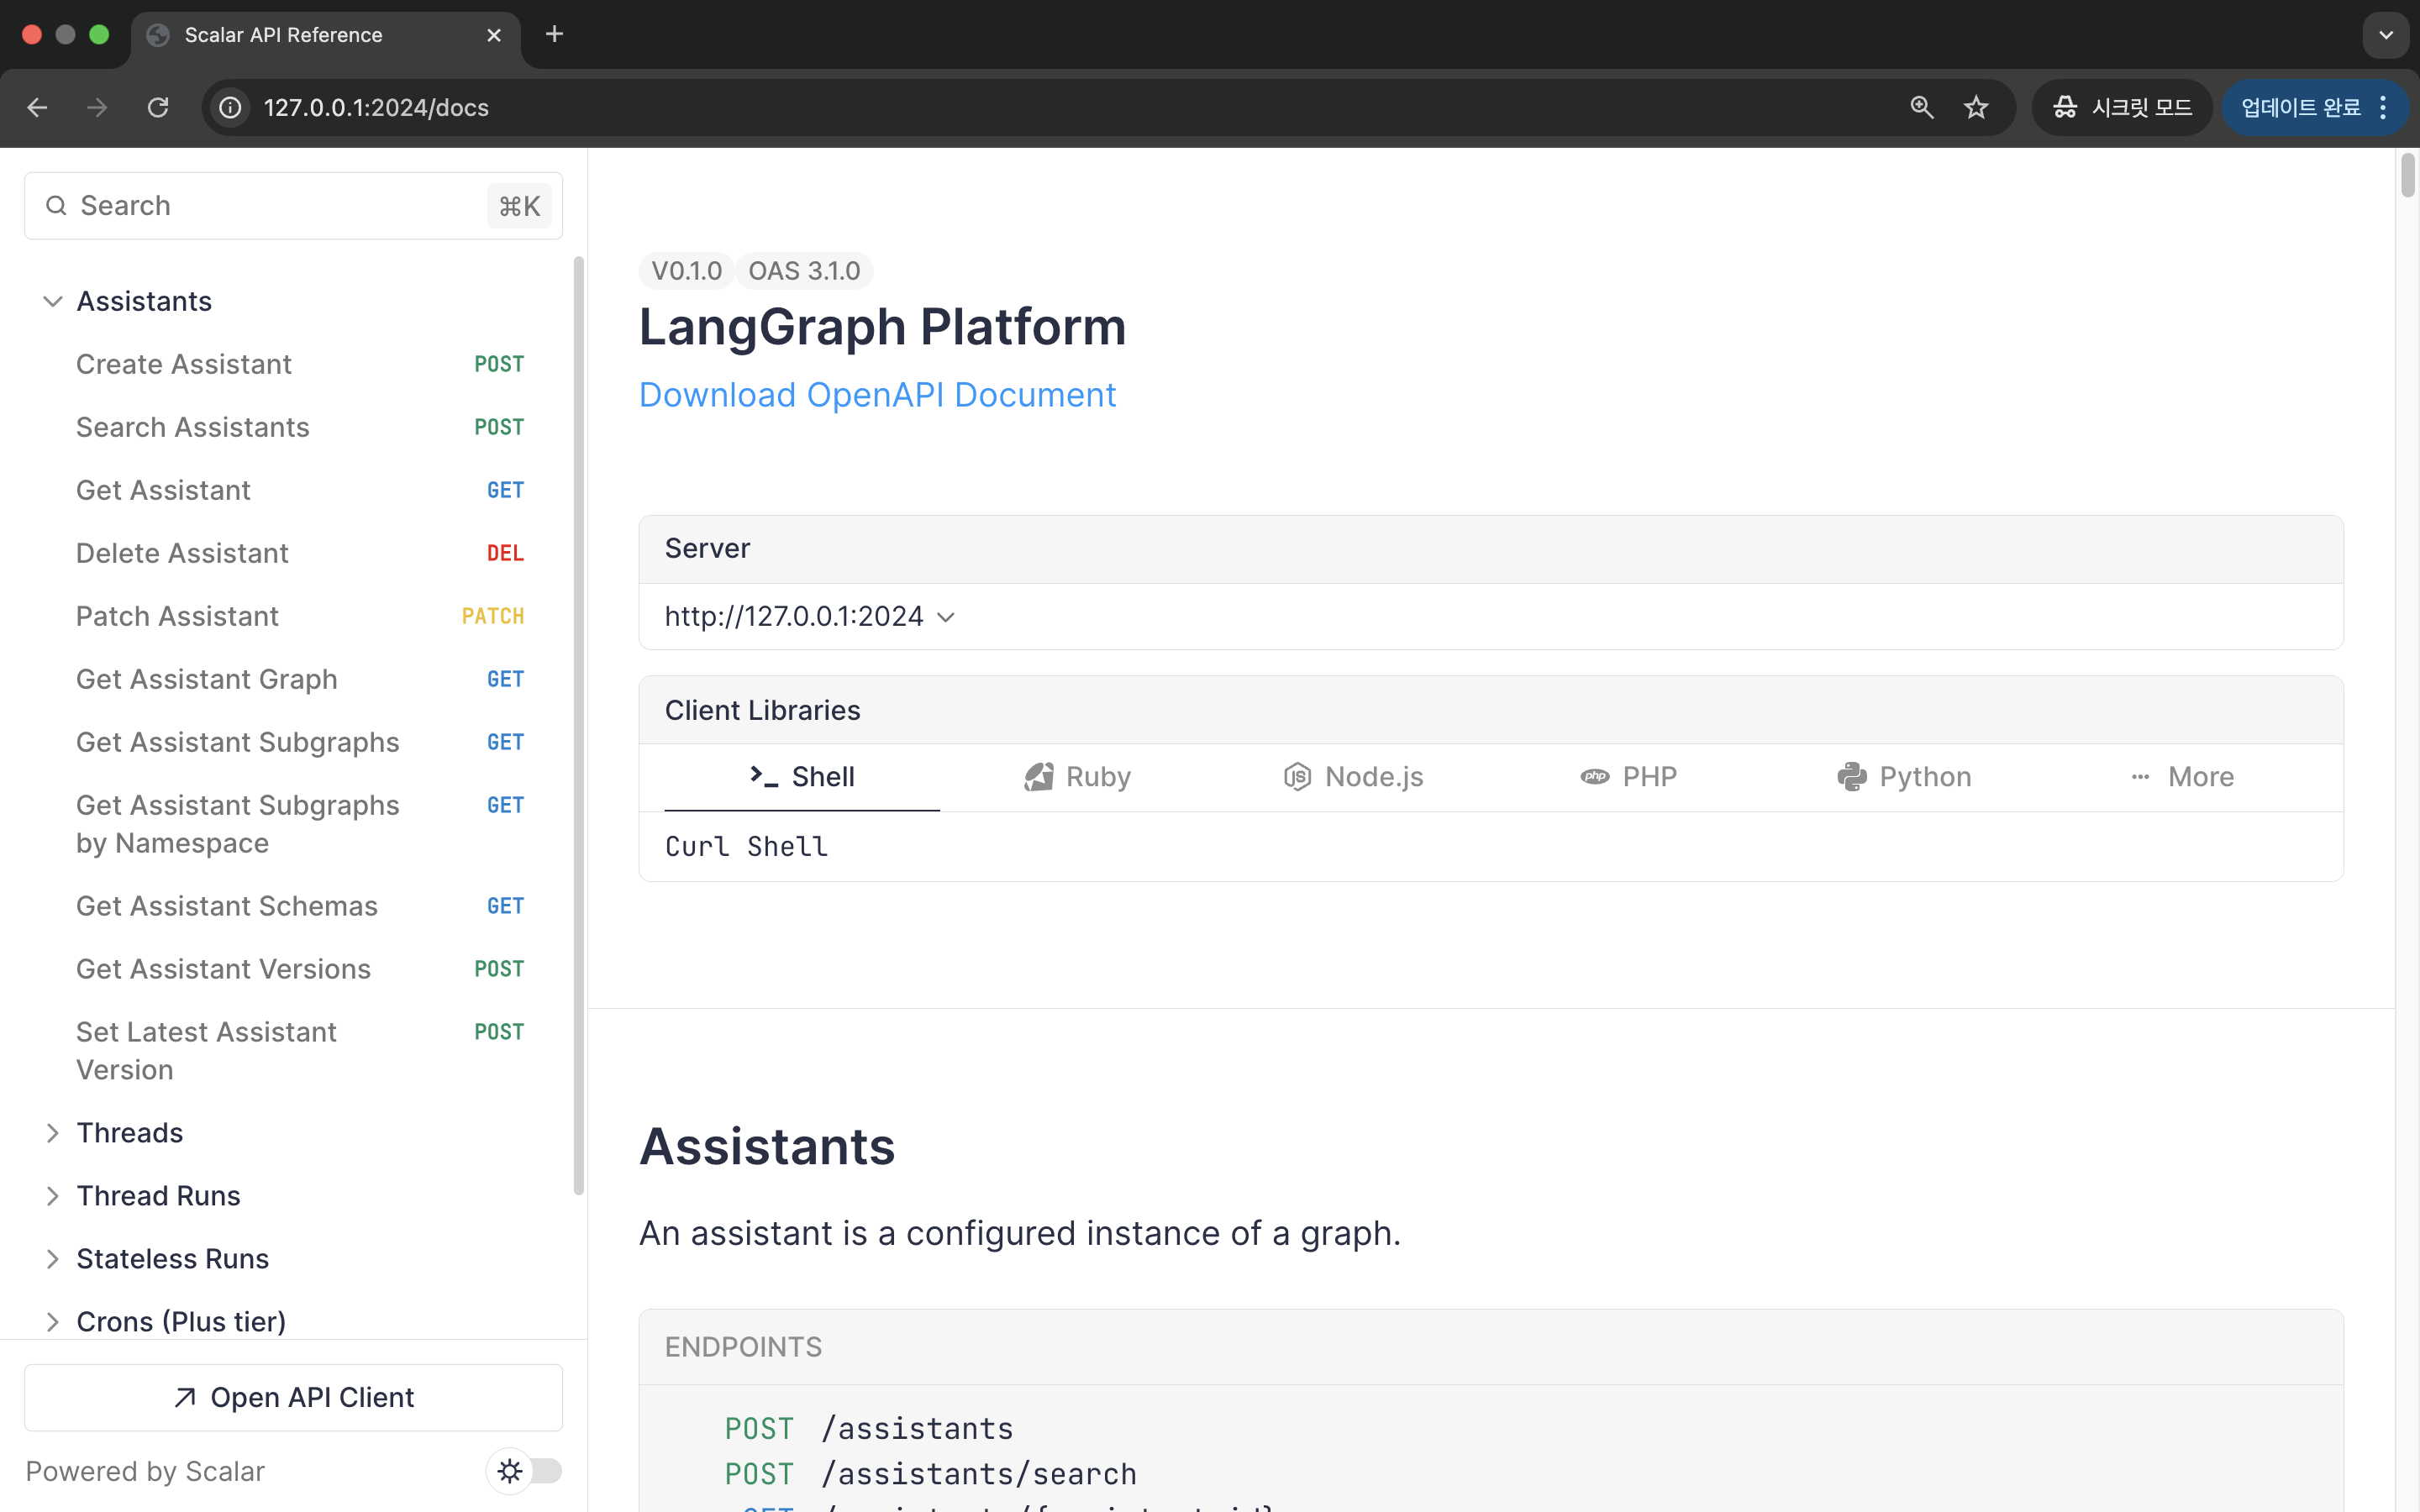 Scalar API Reference
127.0.0.1:2024/docs
시크릿 모드
업데이트 완료
Search
⌘K
Assistants
Create Assistant POST
Search Assistants POST
Get Assistant GET
Delete Assistant DEL
Patch Assistant PATCH
Get Assistant Graph GET
Get Assistant Subgraphs GET
Get Assistant Subgraphs GET
by Namespace
Get Assistant Schemas GET
Get Assistant Versions POST
Set Latest Assistant POST
Version
Threads
Thread Runs
Stateless Runs
Crons (Plus tier)
Open API Client
Powered by Scalar
V0.1.0 OAS 3.1.0
LangGraph Platform
Download OpenAPI Document
Server
http://127.0.0.1:2024
Client Libraries
Shell Ruby Node.js PHP Python More
Curl Shell
Assistants
An assistant is a configured instance of a graph.
ENDPOINTS
POST /assistants
POST /assistants/search